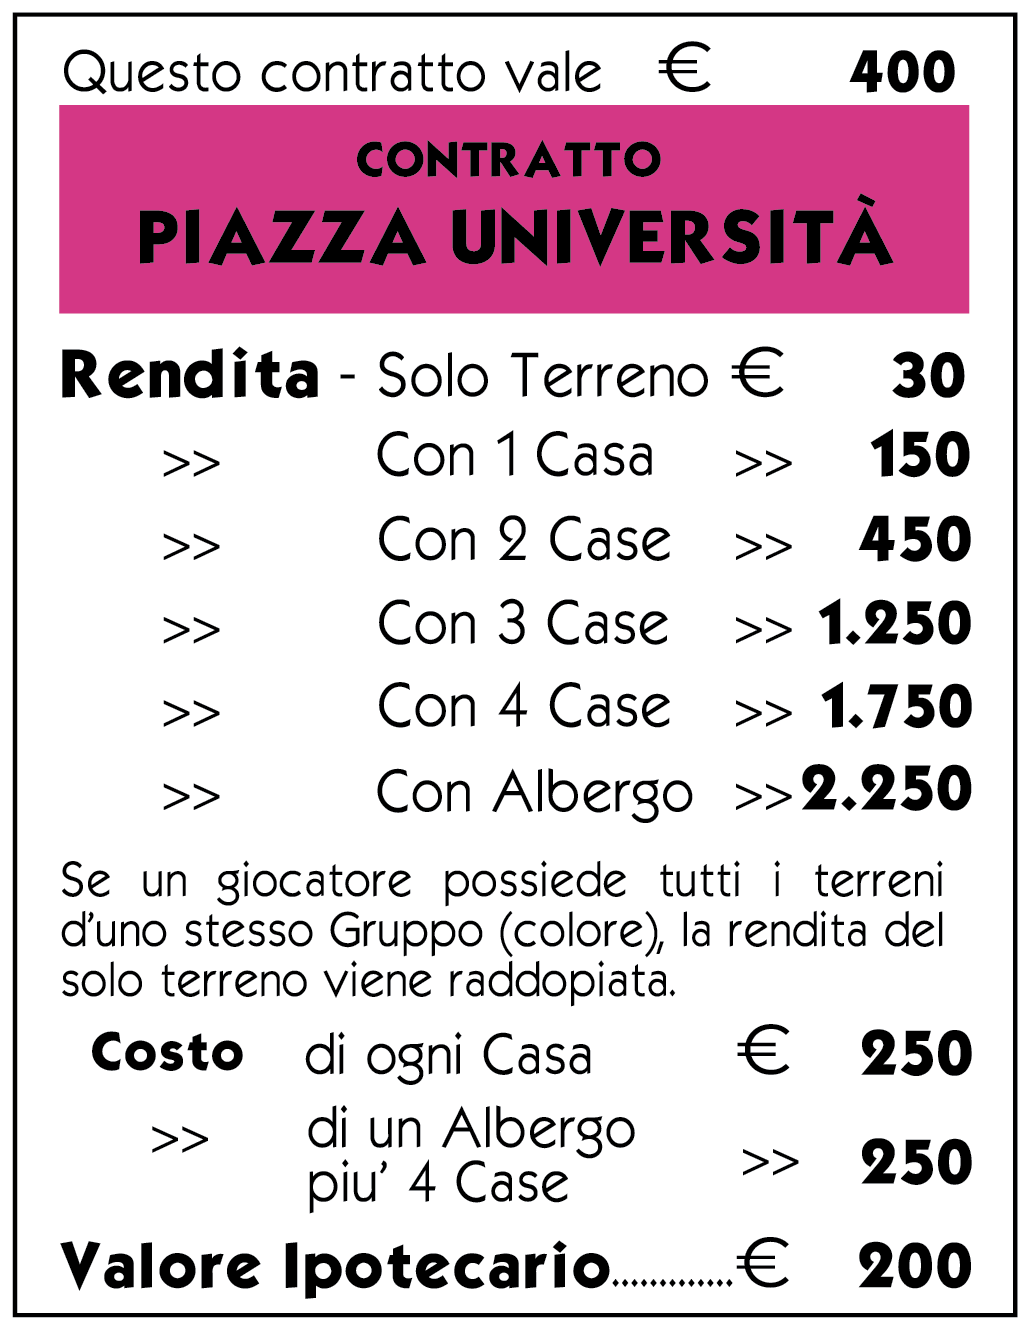 Questo contratto vale € 400
CONTRATTO
PIAZZA UNIVERSITÀ
Rendita - Solo Terreno € 30
>> Con 1 Casa >> 150
>> Con 2 Case >> 450
>> Con 3 Case >> 1.250
>> Con 4 Case >> 1.750
>> Con Albergo >> 2.250
Se un giocatore possiede tutti i terreni
d'uno stesso Gruppo (colore), la rendita del
solo terreno viene raddopiata.
Costo di ogni Casa € 250
>> di un Albergo
piu' 4 Case >> 250
Valore Ipotecario.............€ 200